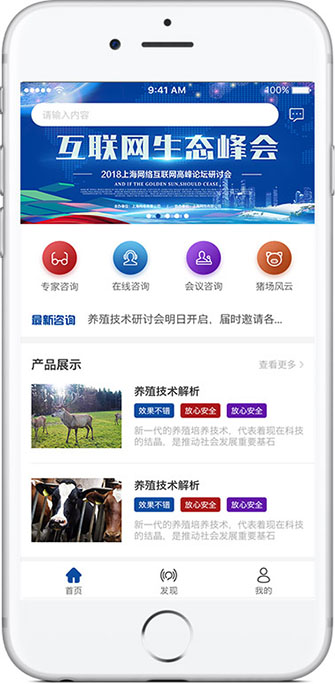 9:41 AM
100%
请输入内容
互联网生态峰会
2018上海网络互联网高峰论坛研讨会
AND IF THE GOLDEN SUN,SHOULD CEASE
专家咨询
在线咨询
会议咨询
猪场风云
最新咨询
养殖技术研讨会明日开启，届时邀请各...
产品展示
查看更多
养殖技术解析
效果不错 放心安全 放心安全
新一代的养殖培养技术，代表着现在科技
的结晶，是推动社会发展重要基石
养殖技术解析
效果不错 放心安全 放心安全
新一代的养殖培养技术，代表着现在科技
的结晶，是推动社会发展重要基石
首页
发现
我的